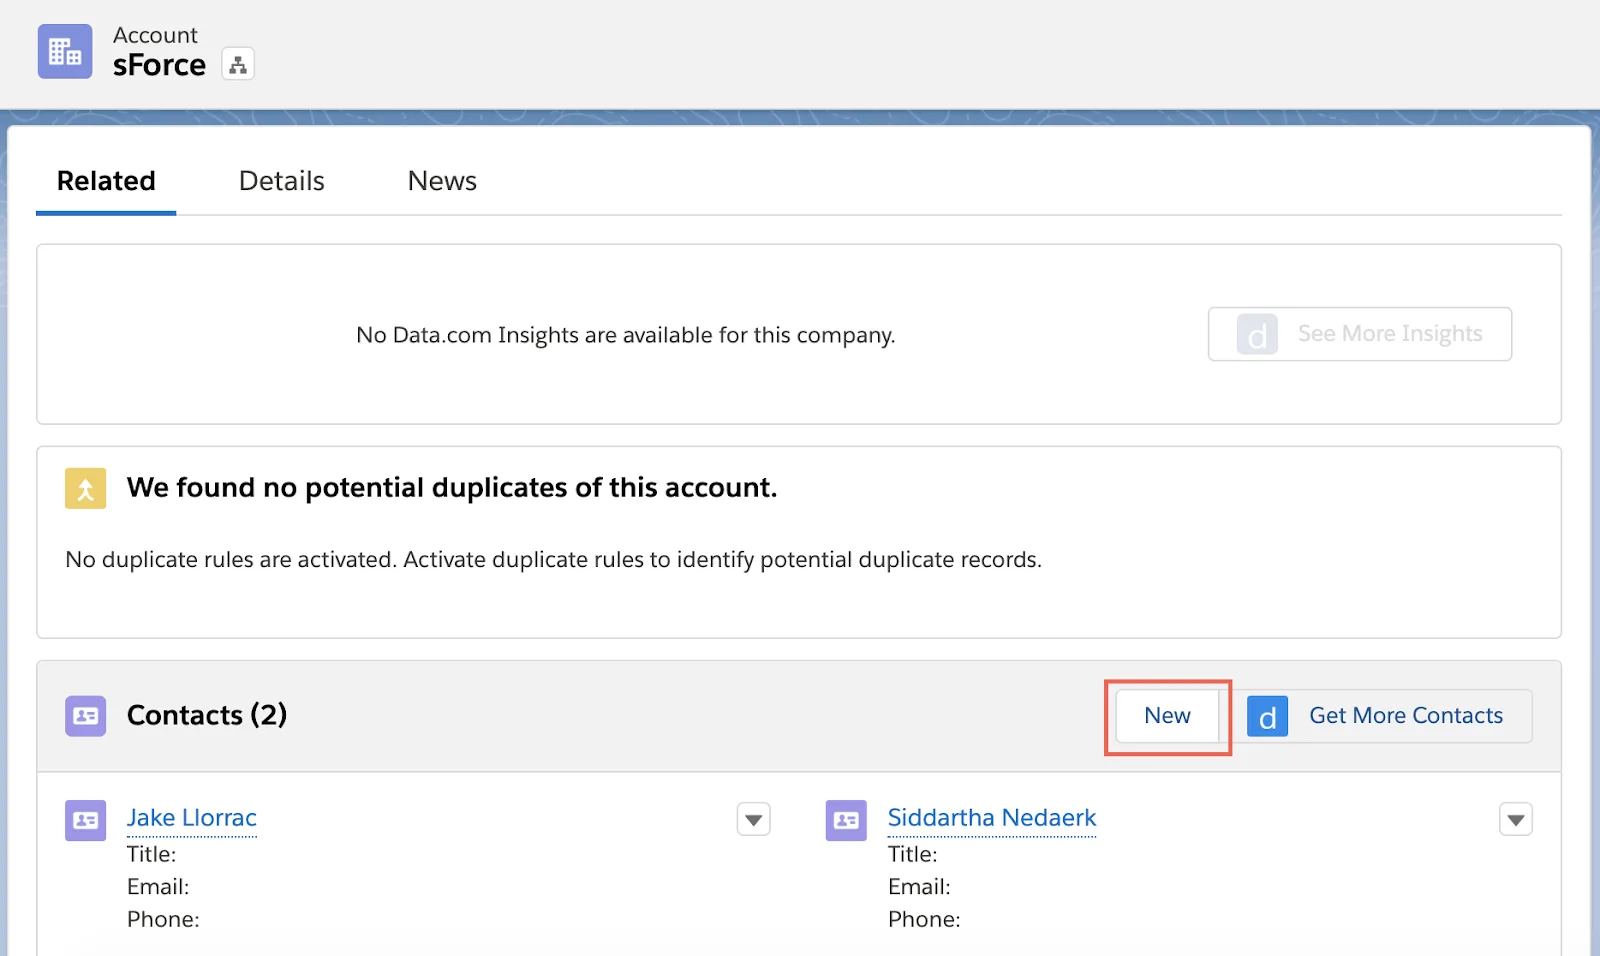 Account
sForce
Related Details News
No Data.com Insights are available for this company.
d See More Insights
We found no potential duplicates of this account.
No duplicate rules are activated. Activate duplicate rules to identify potential duplicate records.
Contacts (2)
New
d Get More Contacts
Jake Llorrac
Title:
Email:
Phone:
Siddartha Nedaerk
Title:
Email:
Phone: